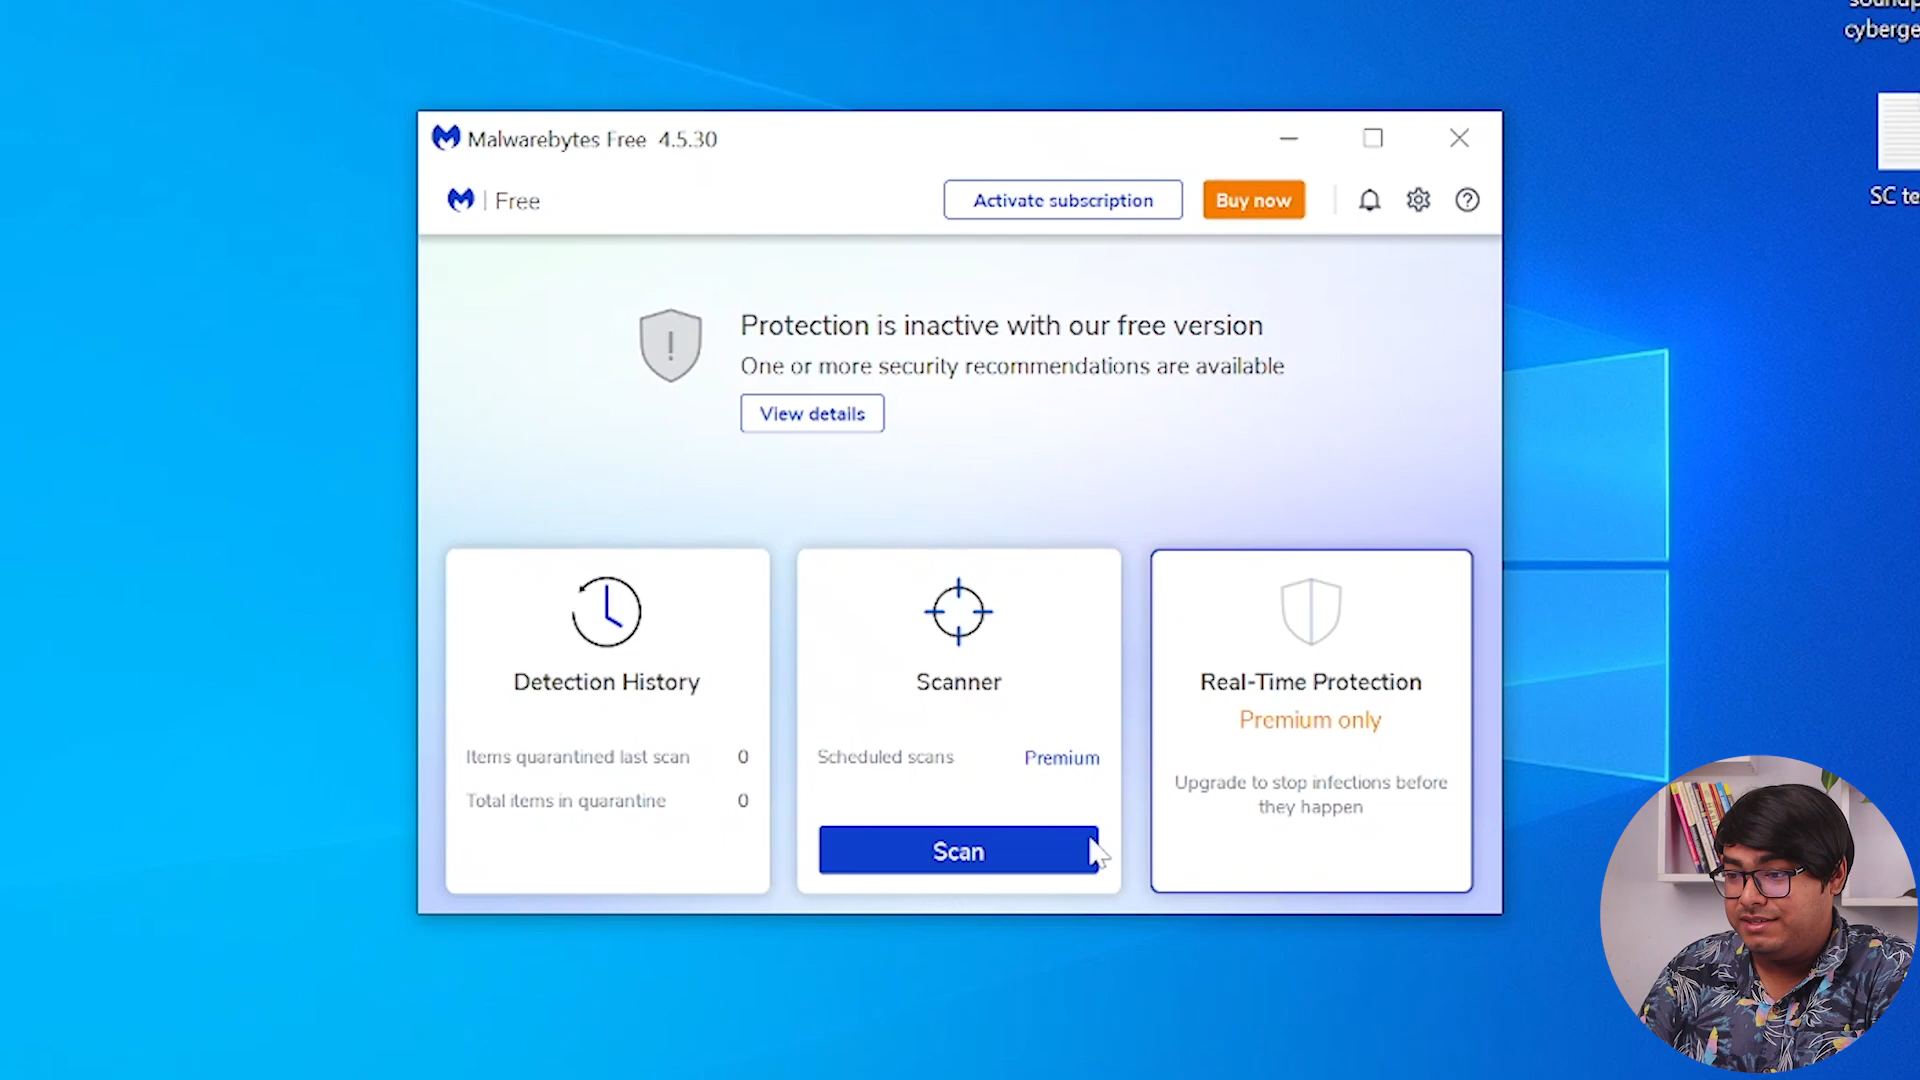 Malwarebytes Free 4.5.30
Free
Activate subscription
Buy now
Protection is inactive with our free version
One or more security recommendations are available
View details
Detection History
Items quarantined last scan 0
Total items in quarantine 0
Scanner
Scheduled scans Premium
Scan
Real-Time Protection
Premium only
Upgrade to stop infections before
they happen
cyberge
SC te